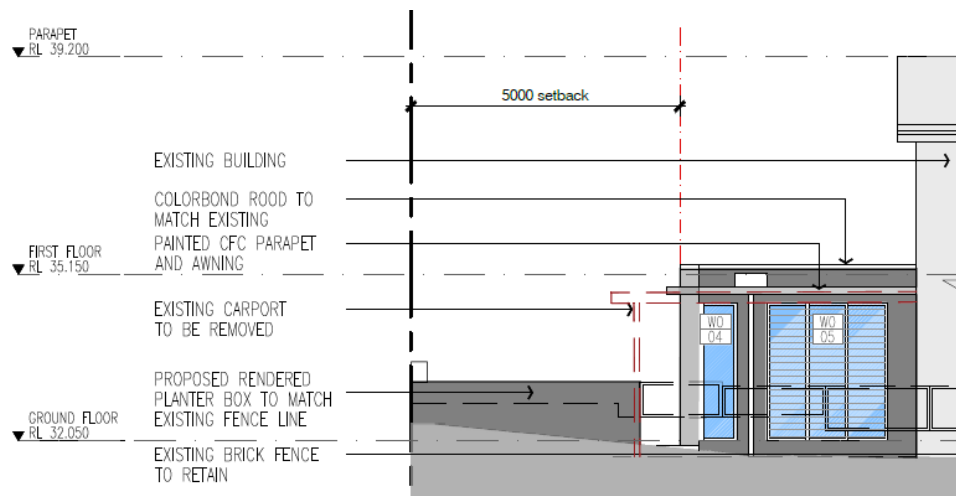 PARAPET
RL 39.200
5000 setback
EXISTING BUILDING
COLORBOND ROOD TO
MATCH EXISTING
FIRST FLOOR
RL 35.150
PAINTED CFC PARAPET
AND AWNING
EXISTING CARPORT
TO BE REMOVED
WO
04
WO
05
PROPOSED RENDERED
PLANTER BOX TO MATCH
EXISTING FENCE LINE
GROUND FLOOR
RL 32.050
EXISTING BRICK FENCE
TO RETAIN